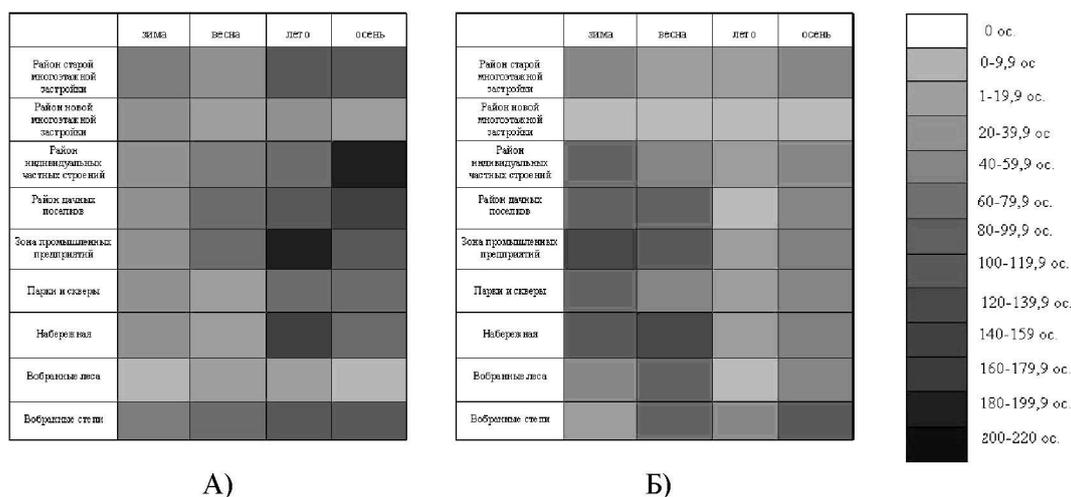 зима весна лето осень
Район старой
многоэтажной
застройки
Район новой
многоэтажной
застройки
Район
индивидуальных
частных строений
Район дачных
поселков
Зона промышленных
предприятий
Парки и скверы
Набережная
Вобранные леса
Вобранные степи
А)
зима весна лето осень
Район старой
многоэтажной
застройки
Район новой
многоэтажной
застройки
Район
индивидуальных
частных строений
Район дачных
поселков
Зона промышленных
предприятий
Парки и скверы
Набережная
Вобранные леса
Вобранные степи
Б)
0 ос.
0-9,9 ос
1-19,9 ос.
20-39,9 ос
40-59,9 ос.
60-79,9 ос.
80-99,9 ос.
100-119,9 ос.
120-139,9 ос.
140-159 ос.
160-179,9 ос.
180-199,9 ос
200-220 ос.